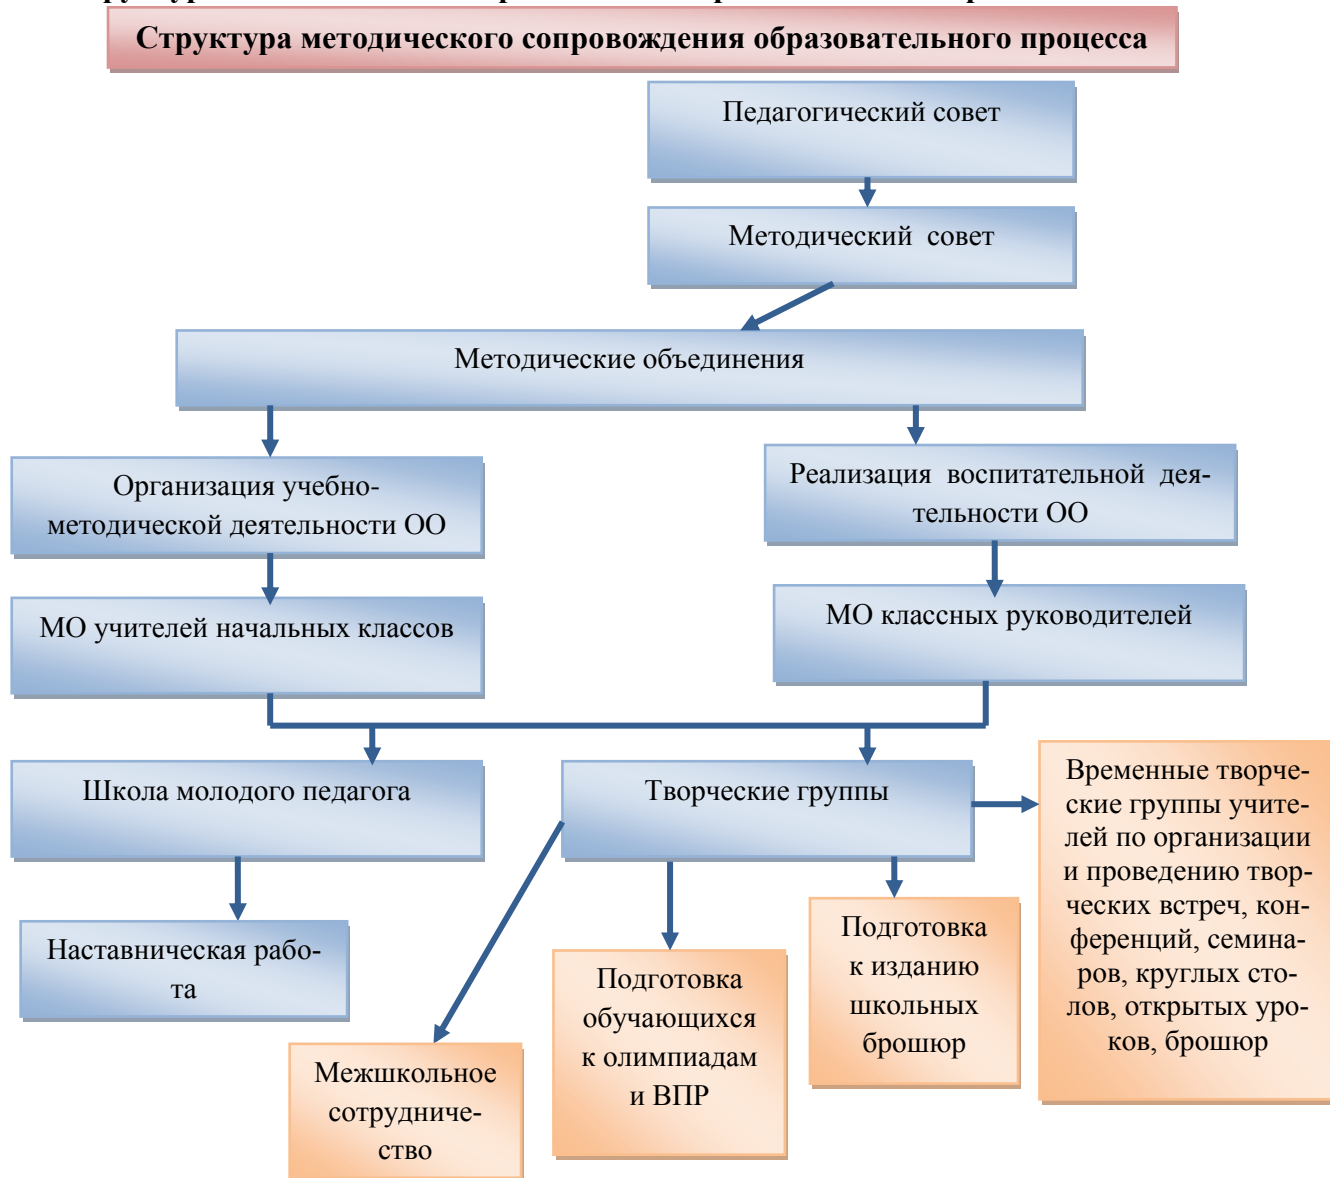 Структура методического сопровождения образовательного процесса
Педагогический совет
Методический  совет
Методические объединения
Организация учебно-
методической деятельности ОО
Реализация  воспитательной  дея-
тельности ОО
МО учителей начальных классов
МО классных руководителей
Школа молодого педагога
Творческие группы
Временные творче-
ские группы учите-
лей по организации
и проведению твор-
ческих встреч, кон-
ференций, семина-
ров, круглых сто-
лов, открытых уро-
ков, брошюр
Наставническая рабо-
та
Подготовка
к изданию
школьных
брошюр
Подготовка
обучающихся
к олимпиадам
и ВПР
Межшкольное
сотрудниче-
ство